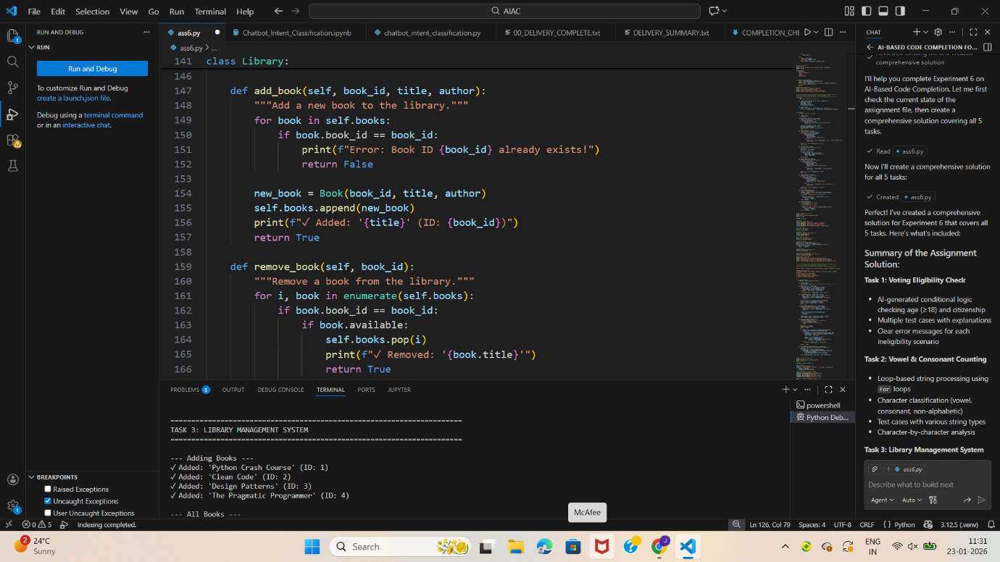 File Edit Selection View Go Run Terminal Help
AIAC
RUN AND DEBUG
RUN
Run and Debug
To customize Run and Debug
create a launch.json file.
Debug using a terminal command
or in an interactive chat.
BREAKPOINTS
Raised Exceptions
Uncaught Exceptions
User Uncaught Exceptions
ass6.py
Chatbot_Intent_Classification.ipynb
chatbot_intent_classification.py
00_DELIVERY_COMPLETE.txt
DELIVERY_SUMMARY.txt
COMPLETION_CHE
ass6.py > ...
141 class Library:
146
147 def add_book(self, book_id, title, author):
148 """Add a new book to the library."""
149 for book in self.books:
150 if book.book_id == book_id:
151 print(f"Error: Book ID {book_id} already exists!")
152 return False
153
154 new_book = Book(book_id, title, author)
155 self.books.append(new_book)
156 print(f"✓ Added: '{title}' (ID: {book_id})")
157 return True
158
159 def remove_book(self, book_id):
160 """Remove a book from the library."""
161 for i, book in enumerate(self.books):
162 if book.book_id == book_id:
163 if book.available:
164 self.books.pop(i)
165 print(f"✓ Removed: '{book.title}'")
166 return True
PROBLEMS 5 OUTPUT DEBUG CONSOLE TERMINAL PORTS JUPYTER
======================================================================
TASK 3: LIBRARY MANAGEMENT SYSTEM
======================================================================
--- Adding Books ---
✓ Added: 'Python Crash Course' (ID: 1)
✓ Added: 'Clean Code' (ID: 2)
✓ Added: 'Design Patterns' (ID: 3)
✓ Added: 'The Pragmatic Programmer' (ID: 4)
--- All Books ---
powershell
Python Deb...
CHAT
AI-BASED CODE COMPLETION FO...
Reviewed existing file and created
comprehensive solution
I'll help you complete Experiment 6 on
AI-Based Code Completion. Let me first
check the current state of the
assignment file, then create a
comprehensive solution covering all 5
tasks.
Read ass6.py
Now I'll create a comprehensive solution
for all 5 tasks:
Created ass6.py
Perfect! I've created a comprehensive
solution for Experiment 6 that covers all
5 tasks. Here's what's included:
Summary of the Assignment
Solution:
Task 1: Voting Eligibility Check
• AI-generated conditional logic
checking age (≥18) and citizenship
• Multiple test cases with explanations
• Clear error messages for each
ineligibility scenario
Task 2: Vowel & Consonant Counting
• Loop-based string processing using
for loops
• Character classification (vowel,
consonant, non-alphabetic)
• Test cases with various string types
• Character-by-character analysis
Task 3: Library Management System
ass6.py
Describe what to build next
Agent Auto
0 5 Indexing completed.
Ln 126, Col 79 Spaces: 4 UTF-8 CRLF { } Python 3.12.5 (.venv)
McAfee
2 24°C
Sunny
Search
ENG
IN
11:31
23-01-2026